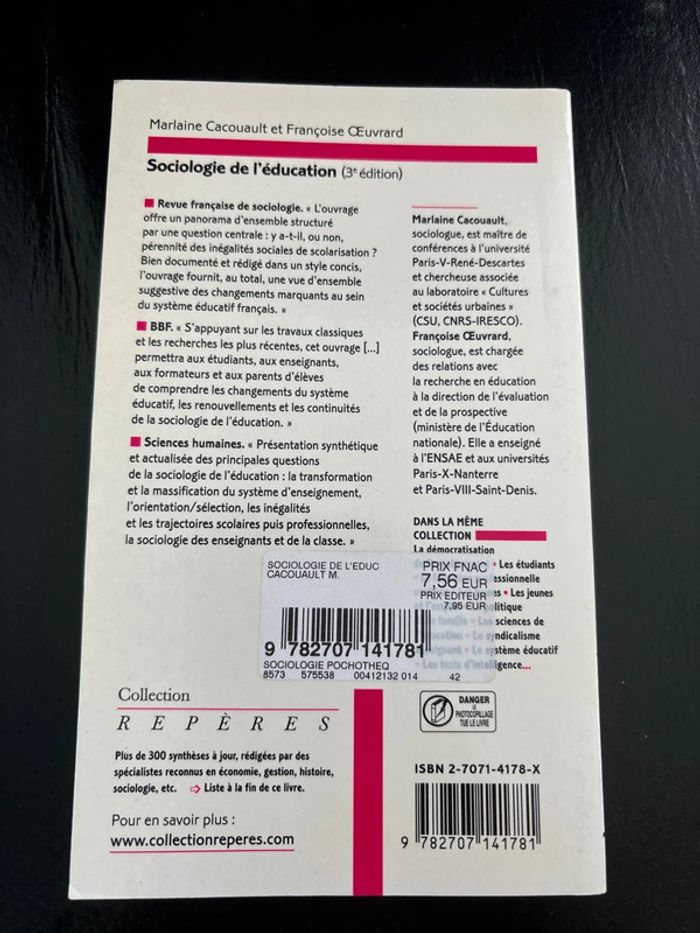 Marlaine Cacouault et Françoise Œuvrard
Sociologie de l'éducation (3e édition)
Revue française de sociologie. « L'ouvrage
offre un panorama d'ensemble structuré
par une question centrale : y a-t-il, ou non,
pérennité des inégalités sociales de scolarisation ?
Bien documenté et rédigé dans un style concis,
l'ouvrage fournit, au total, une vue d'ensemble
suggestive des changements marquants au sein
du système éducatif français. »
BBF. « S'appuyant sur les travaux classiques
et les recherches les plus récentes, cet ouvrage [...]
permettra aux étudiants, aux enseignants,
aux formateurs et aux parents d'élèves
de comprendre les changements du système
éducatif, les renouvellements et les continuités
de la sociologie de l'éducation. »
Sciences humaines. « Présentation synthétique
et actualisée des principales questions
de la sociologie de l'éducation : la transformation
et la massification du système d'enseignement,
l'orientation/sélection, les inégalités
et les trajectoires scolaires puis professionnelles,
la sociologie des enseignants et de la classe. »
Marlaine Cacouault,
sociologue, est maître de
conférences à l'université
Paris-V-René-Descartes
et chercheuse associée
au laboratoire « Cultures
et sociétés urbaines »
(CSU, CNRS-IRESCO).
Françoise Œuvrard,
sociologue, est chargée
des relations avec
la recherche en éducation
à la direction de l'évaluation
et de la prospective
(ministère de l'Éducation
nationale). Elle a enseigné
à l'ENSAE et aux universités
Paris-X-Nanterre
et Paris-VIII-Saint-Denis.
DANS LA MÊME
COLLECTION
La démocratisation
• Les étudiants
• Les jeunes
politique
sciences de
syndicalisme
• Le système éducatif
• Les tests d'intelligence...
SOCIOLOGIE DE L'EDUC
CACOUAULT M.
PRIX FNAC
7,56 EUR
PRIX EDITEUR
7,95 EUR
9 782707 141781
SOCIOLOGIE POCHOTHEQ
8573 575538 00412132 014 42
Collection
REPÈRES
Plus de 300 synthèses à jour, rédigées par des
spécialistes reconnus en économie, gestion, histoire,
sociologie, etc. ⇨ Liste à la fin de ce livre.
Pour en savoir plus :
www.collectionreperes.com
DANGER
LE
PHOTOCOPILLAGE
TUE LE LIVRE
ISBN 2-7071-4178-X
9 782707 141781